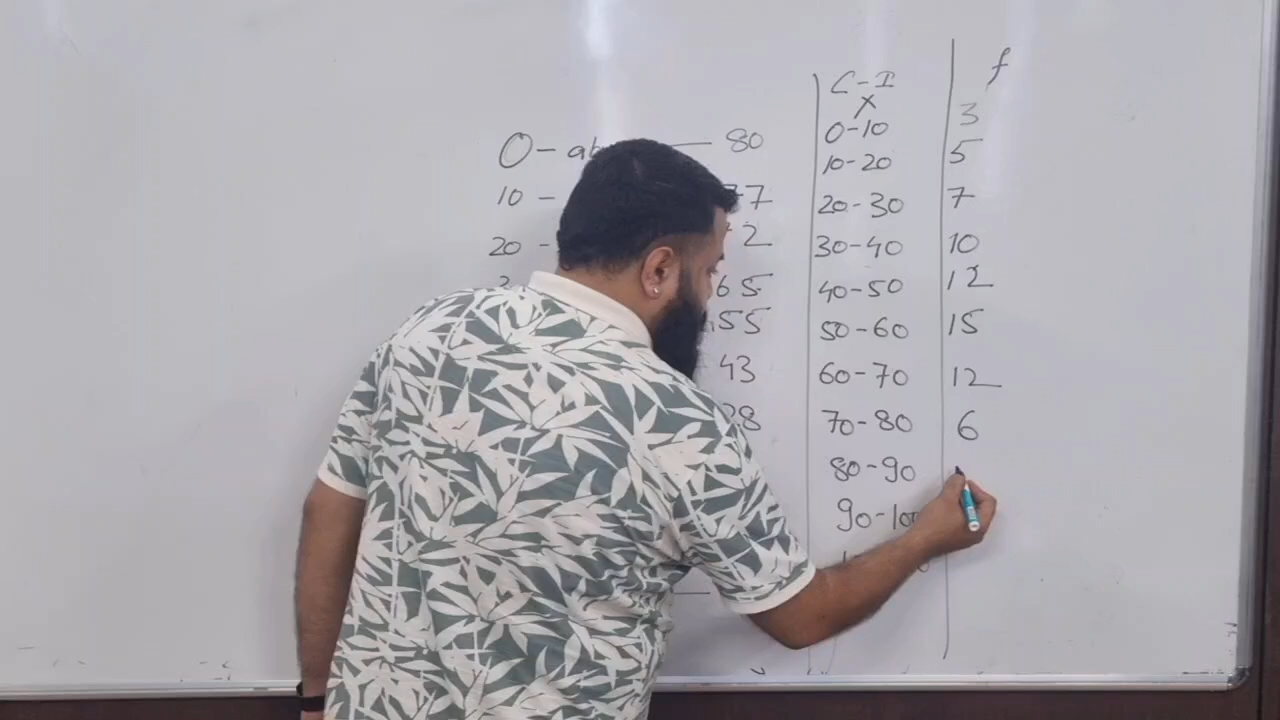 0 - ab — 80
10 - 77
20 - 2
65
55
43
28
C-I f
X
0-10 3
10-20 5
20-30 7
30-40 10
40-50 12
50-60 15
60-70 12
70-80 6
80-90
90-100